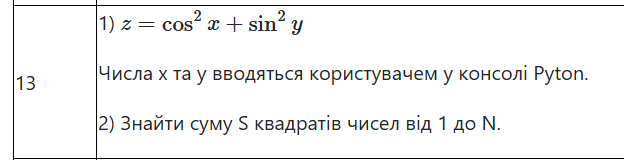 1) z = cos² x + sin² y
13
Числа x та y вводяться користувачем у консолі Pyton.
2) Знайти суму S квадратів чисел від 1 до N.